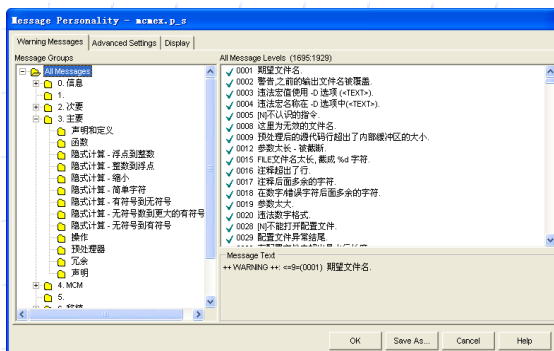 Message Personality - mcmex.p_s
Warning Messages
Advanced Settings
Display
Message Groups
All Messages
0. 信息
1.
2. 次要
3. 主要
声明和定义
函数
隐式计算 - 浮点到整数
隐式计算 - 整数到浮点
隐式计算 - 缩小
隐式计算 - 简单字符
隐式计算 - 有符号到无符号
隐式计算 - 无符号数到更大的有符号
隐式计算 - 无符号到有符号
操作
预处理器
冗余
声明
4. MCM
5.
All Message Levels (1695:1929)
0001 期望文件名.
0002 警告,之前的输出文件名被覆盖.
0003 违法宏值使用 -D 选项 (<TEXT>).
0004 违法宏名称在 -D 选项中(<TEXT>).
0005 [N]不认识的指令.
0008 这里为无效的文件名.
0009 预处理后的源代码行超出了内部缓冲区的大小.
0012 参数太长 - 被截断.
0015 FILE文件名太长, 截成 %d 字符.
0016 注释超出了行.
0017 注释后面多余的字符.
0018 在数字/错误字符后面多余的字符.
0019 参数太大.
0020 违法数字格式.
0028 [N]不能打开配置文件.
0029 配置文件异常结尾.
Message Text
++ WARNING ++: <=9=(0001) 期望文件名.
OK
Save As...
Cancel
Help